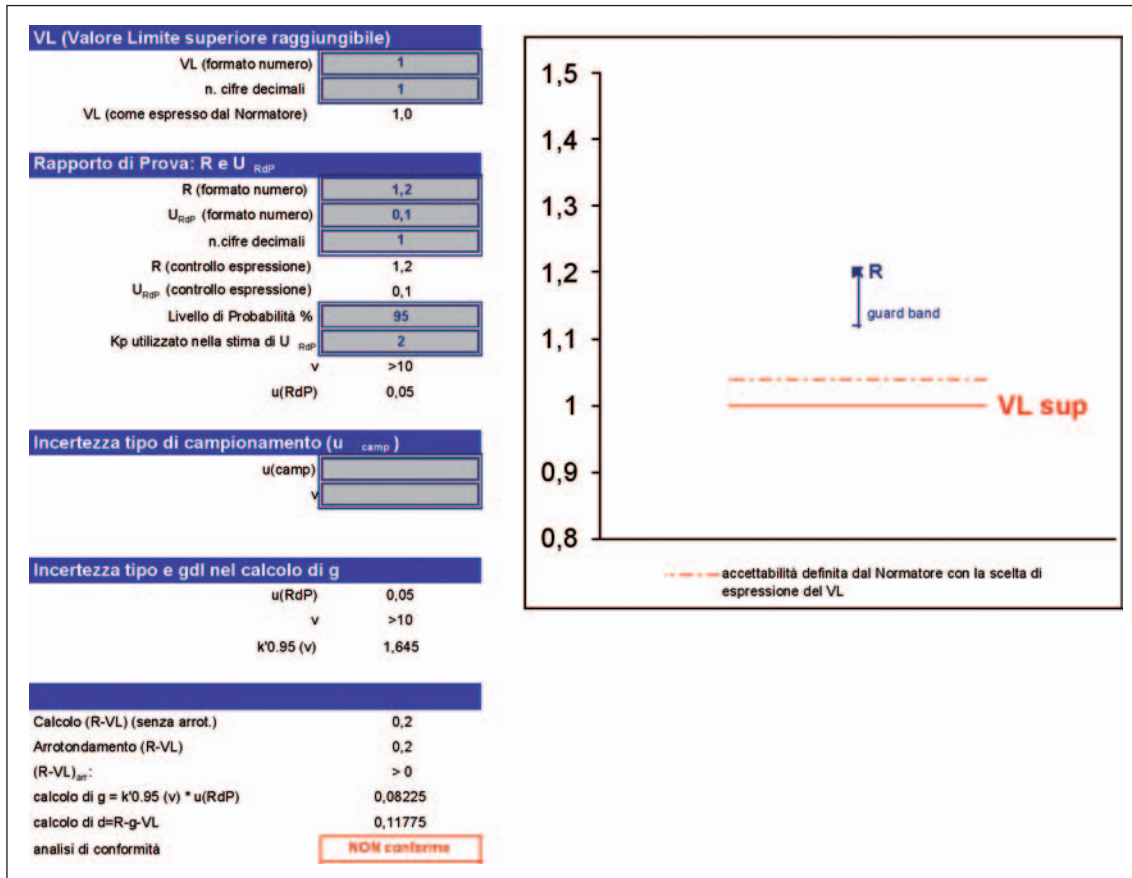 VL (Valore Limite superiore raggiungibile)
VL (formato numero) 1
n. cifre decimali 1
VL (come espresso dal Normatore) 1,0
Rapporto di Prova: R e U RdP
R (formato numero) 1,2
URdP (formato numero) 0,1
n.cifre decimali 1
R (controllo espressione) 1,2
URdP (controllo espressione) 0,1
Livello di Probabilità % 95
Kp utilizzato nella stima di U RdP 2
v >10
u(RdP) 0,05
Incertezza tipo di campionamento (u camp )
u(camp)
v
Incertezza tipo e gdl nel calcolo di g
u(RdP) 0,05
v >10
k'0.95 (v) 1,645
Calcolo (R-VL) (senza arrot.) 0,2
Arrotondamento (R-VL) 0,2
(R-VL)arr: > 0
calcolo di g = k'0.95 (v) * u(RdP) 0,08225
calcolo di d=R-g-VL 0,11775
analisi di conformità NON conforme
1,5
1,4
1,3
1,2
1,1
1
0,9
0,8
R
guard band
VL sup
accettabilità definita dal Normatore con la scelta di
espressione del VL